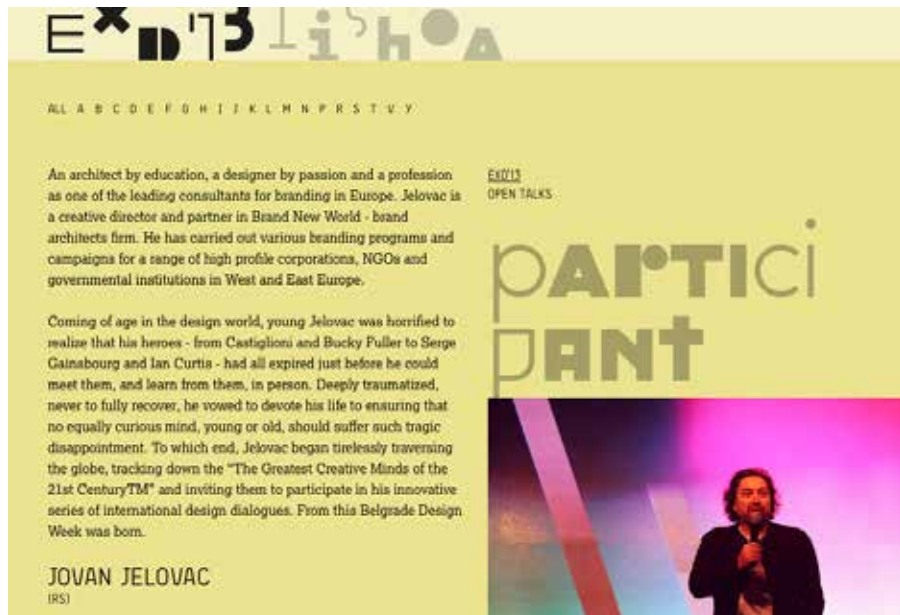 EXD'13 lisboa
ALL A B C D E F G H I J K L M N P R S T V Y
An architect by education, a designer by passion and a profession
as one of the leading consultants for branding in Europe. Jelovac is
a creative director and partner in Brand New World - brand
architects firm. He has carried out various branding programs and
campaigns for a range of high profile corporations, NGOs and
governmental institutions in West and East Europe.
Coming of age in the design world, young Jelovac was horrified to
realize that his heroes - from Castiglioni and Bucky Fuller to Serge
Gainsbourg and Ian Curtis - had all expired just before he could
meet them, and learn from them, in person. Deeply traumatized,
never to fully recover, he vowed to devote his life to ensuring that
no equally curious mind, young or old, should suffer such tragic
disappointment. To which end, Jelovac began tirelessly traversing
the globe, tracking down the "The Greatest Creative Minds of the
21st CenturyTM" and inviting them to participate in his innovative
series of international design dialogues. From this Belgrade Design
Week was born.
JOVAN JELOVAC
(RS)
EXD'13
OPEN TALKS
partici
pant